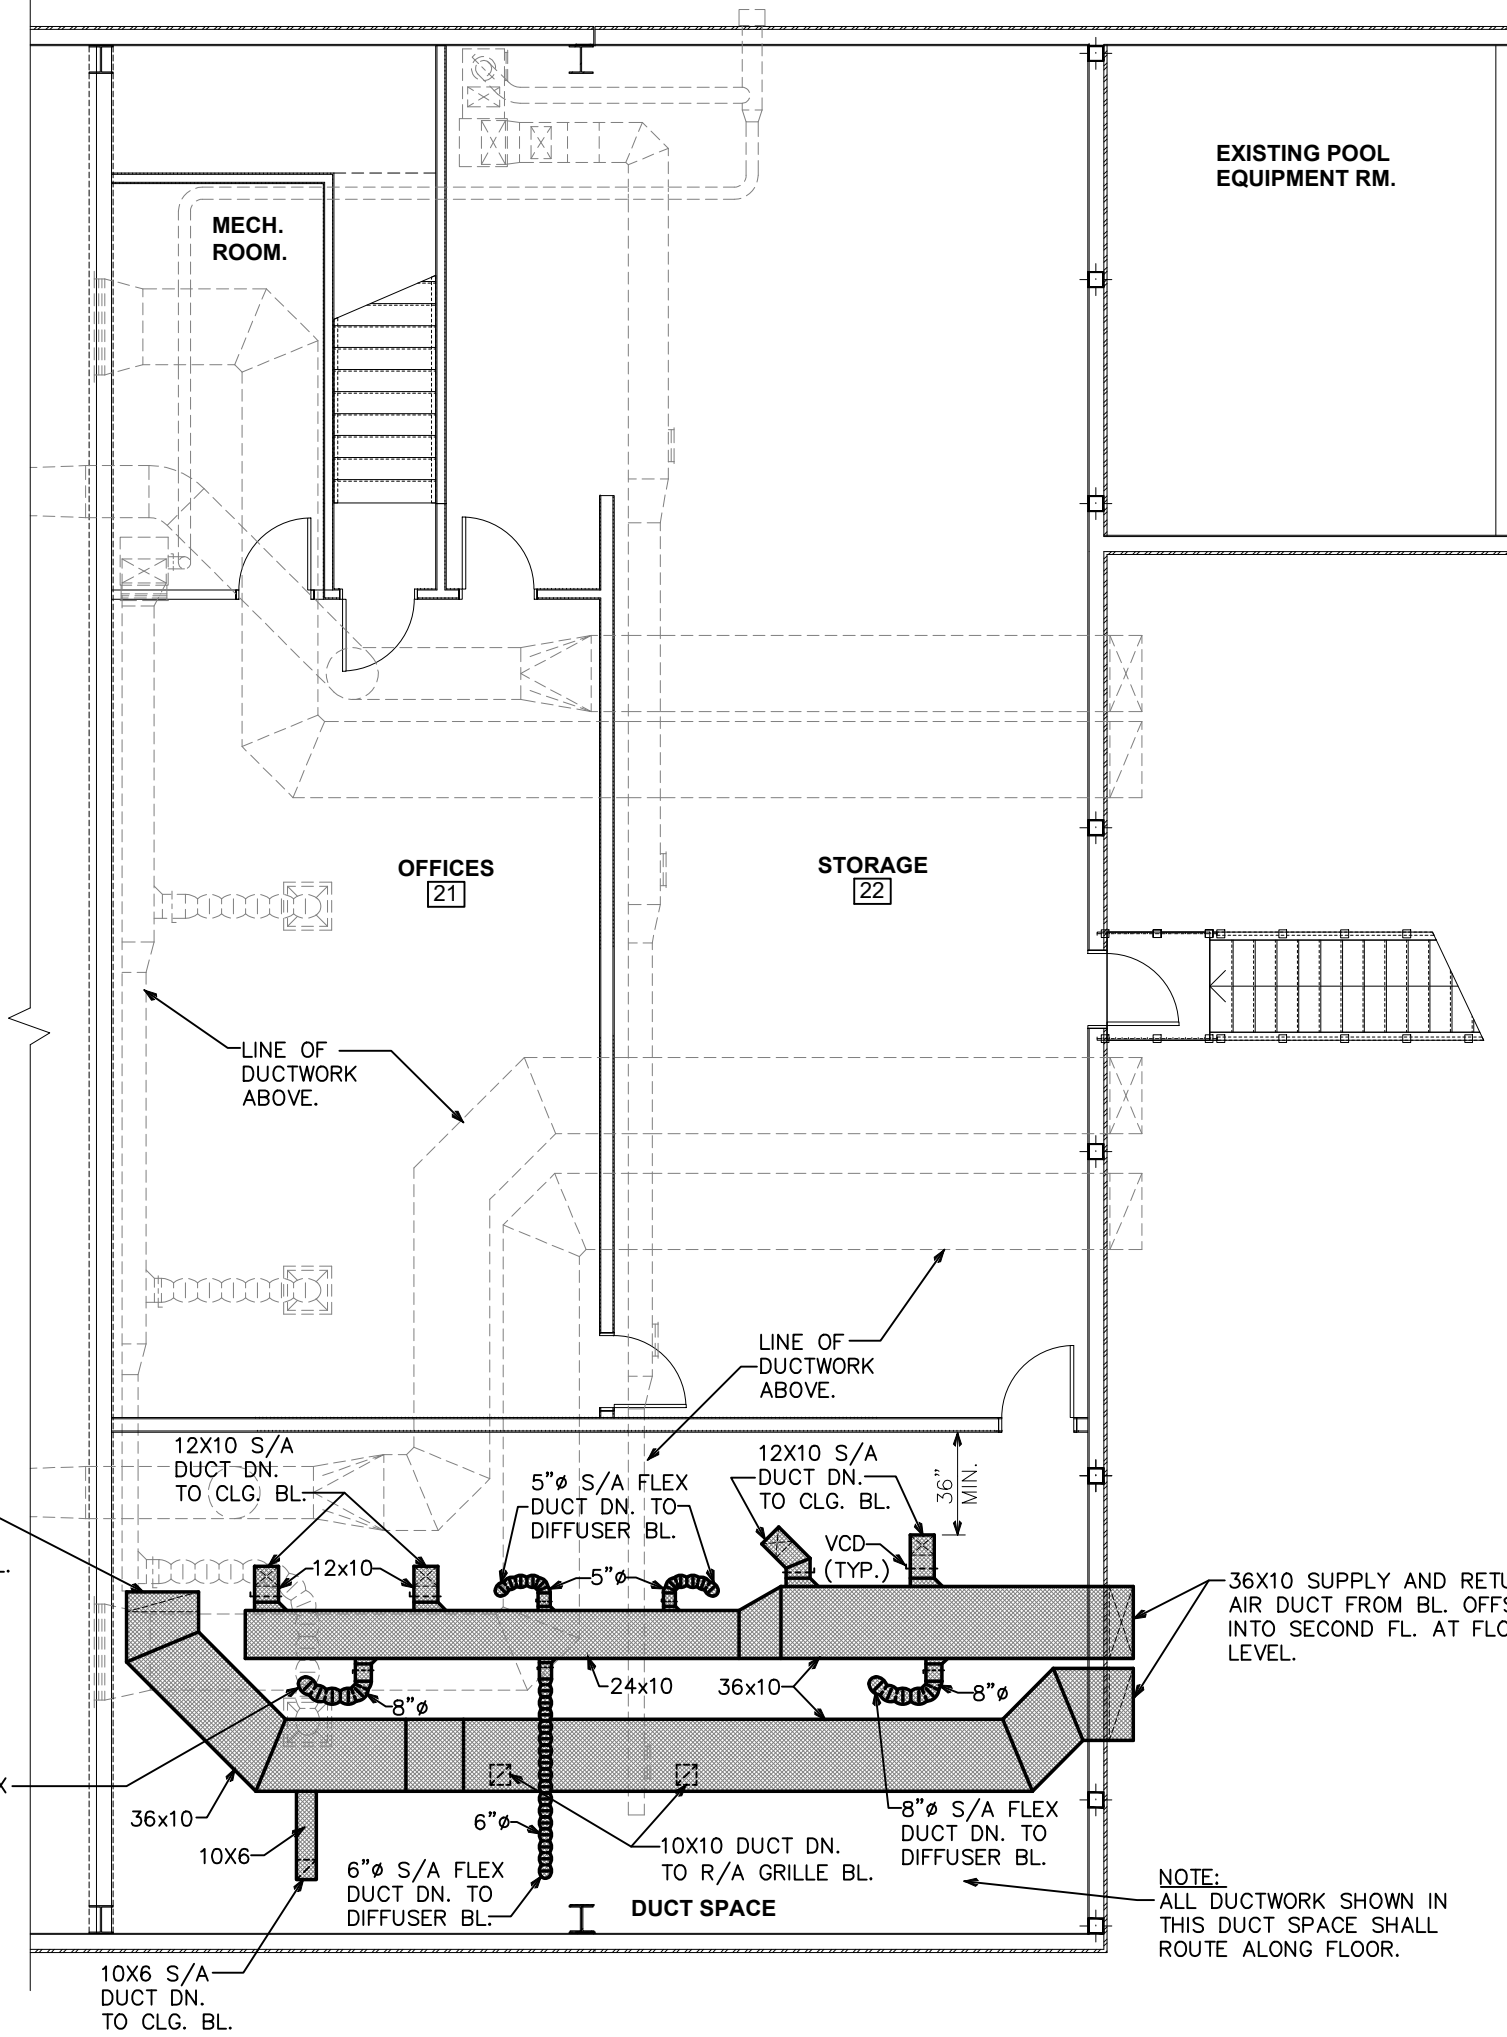 EXISTING POOL
EQUIPMENT RM.
MECH.
ROOM.
OFFICES
21
STORAGE
22
LINE OF
DUCTWORK
ABOVE.
LINE OF
DUCTWORK
ABOVE.
12X10 S/A
DUCT DN.
TO CLG. BL.
5"ø S/A FLEX
DUCT DN. TO
DIFFUSER BL.
12X10 S/A
DUCT DN.
TO CLG. BL.
36"
MIN.
VCD
(TYP.)
12x10
5"ø
36X10 SUPPLY AND
AIR DUCT FROM BL.
INTO SECOND FL. AT
LEVEL.
24x10
36x10
8"ø
8"ø
36x10
10X6
6"ø
10X10 DUCT DN.
TO R/A GRILLE BL.
8"ø S/A FLEX
DUCT DN. TO
DIFFUSER BL.
6"ø S/A FLEX
DUCT DN. TO
DIFFUSER BL.
DUCT SPACE
NOTE:
ALL DUCTWORK SHOWN IN
THIS DUCT SPACE SHALL
ROUTE ALONG FLOOR.
10X6 S/A
DUCT DN.
TO CLG. BL.